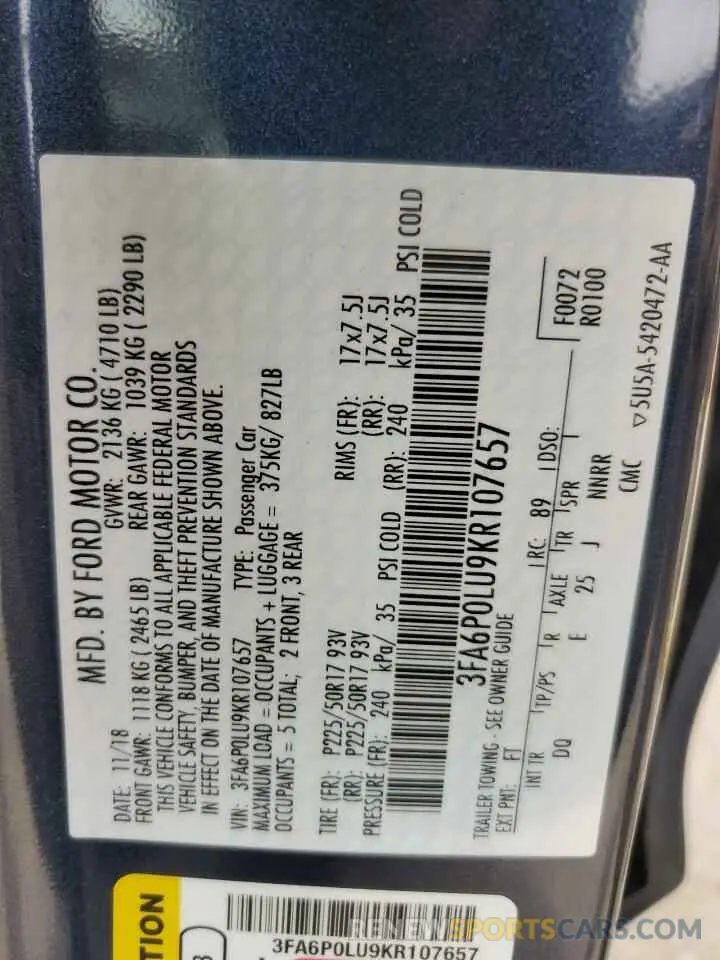 MFD. BY FORD MOTOR CO.
DATE: 11/18 GVWR: 2136 KG ( 4710 LB)
FRONT GAWR: 1118 KG ( 2465 LB) REAR GAWR: 1039 KG ( 2290 LB)
THIS VEHICLE CONFORMS TO ALL APPLICABLE FEDERAL MOTOR
VEHICLE SAFETY, BUMPER, AND THEFT PREVENTION STANDARDS
IN EFFECT ON THE DATE OF MANUFACTURE SHOWN ABOVE.
VIN: 3FA6P0LU9KR107657 TYPE: Passenger Car
MAXIMUM LOAD = OCCUPANTS + LUGGAGE = 375KG/ 827LB
OCCUPANTS = 5 TOTAL; 2 FRONT, 3 REAR
TIRE (FR): P225/50R17 93V RIMS (FR): 17x7.5J
(RR): P225/50R17 93V (RR): 17x7.5J
PRESSURE (FR): 240 kPa/ 35 PSI COLD (RR): 240 kPa/ 35 PSI COLD
3FA6P0LU9KR107657
TRAILER TOWING - SEE OWNER GUIDE
EXT PNT: FT RC: 89 DSO:
INT TR TP/PS R AXLE TR SPR
DQ E 25 J NNRR
F0072
R0100
CMC 5U5A-5420472-AA
TION
3FA6P0LU9KR107657
RENEWSPORTSCARS.COM